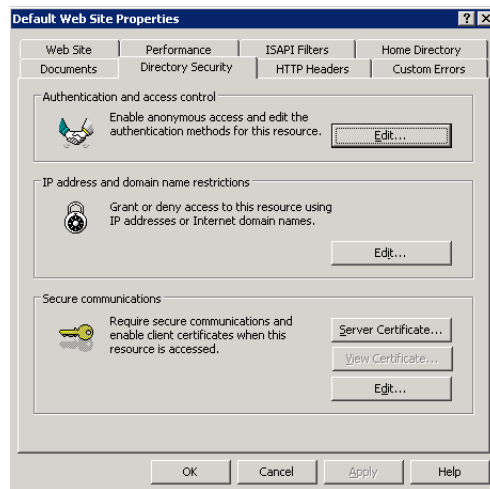 Default Web Site Properties
Web Site
Performance
ISAPI Filters
Home Directory
Documents
Directory Security
HTTP Headers
Custom Errors
Authentication and access control
Enable anonymous access and edit the
authentication methods for this resource.
Edit...
IP address and domain name restrictions
Grant or deny access to this resource using
IP addresses or Internet domain names.
Edit...
Secure communications
Require secure communications and
enable client certificates when this
resource is accessed.
Server Certificate...
View Certificate...
Edit...
OK
Cancel
Apply
Help